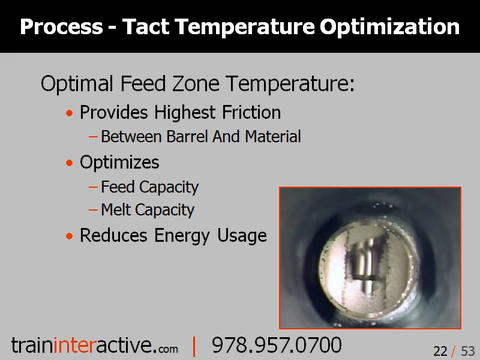 Process - Tact Temperature Optimization
Optimal Feed Zone Temperature:
• Provides Highest Friction
– Between Barrel And Material
• Optimizes
– Feed Capacity
– Melt Capacity
• Reduces Energy Usage
traininteractive.com | 978.957.0700
22 / 53